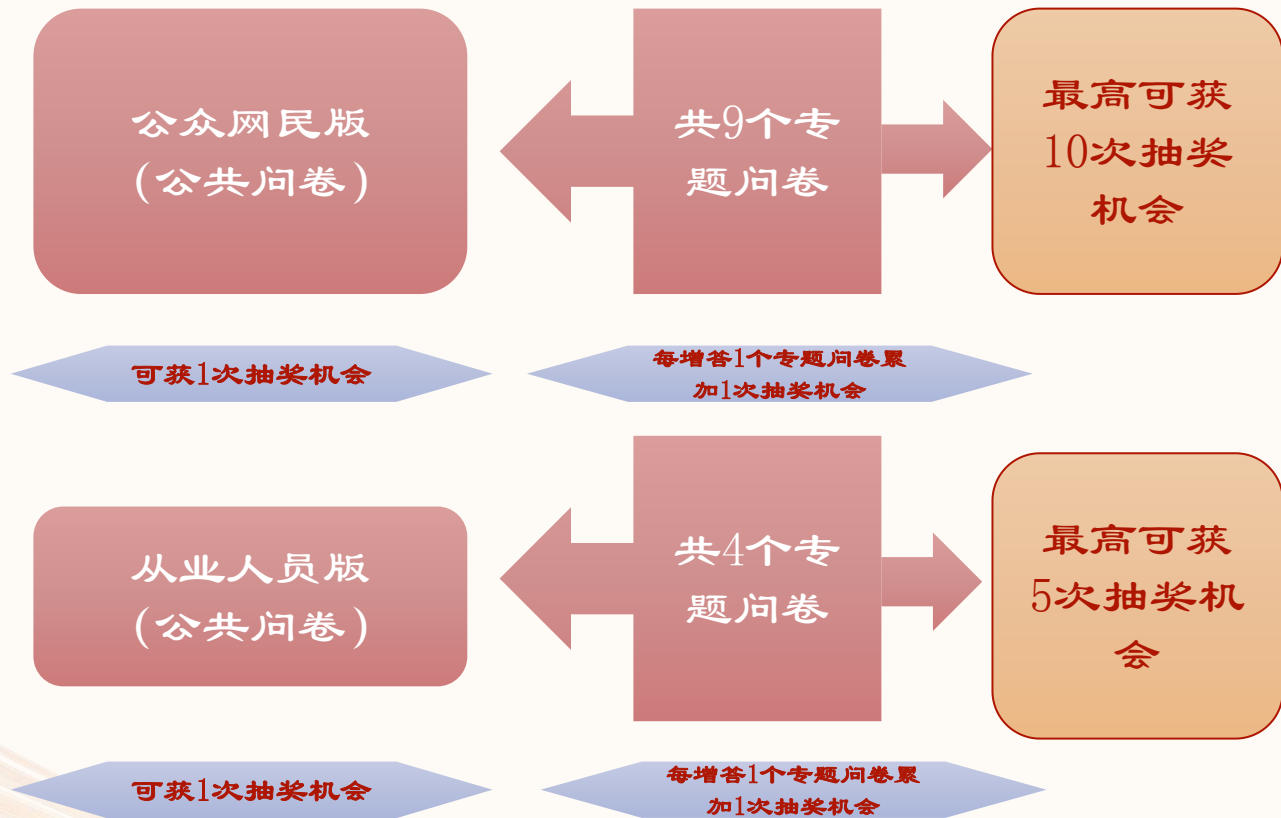 公众网民版
(公共问卷)
共9个专
题问卷
最高可获
10次抽奖
机会
可获1次抽奖机会
每增答1个专题问卷累
加1次抽奖机会
从业人员版
(公共问卷)
共4个专
题问卷
最高可获
5次抽奖机
会
可获1次抽奖机会
每增答1个专题问卷累
加1次抽奖机会